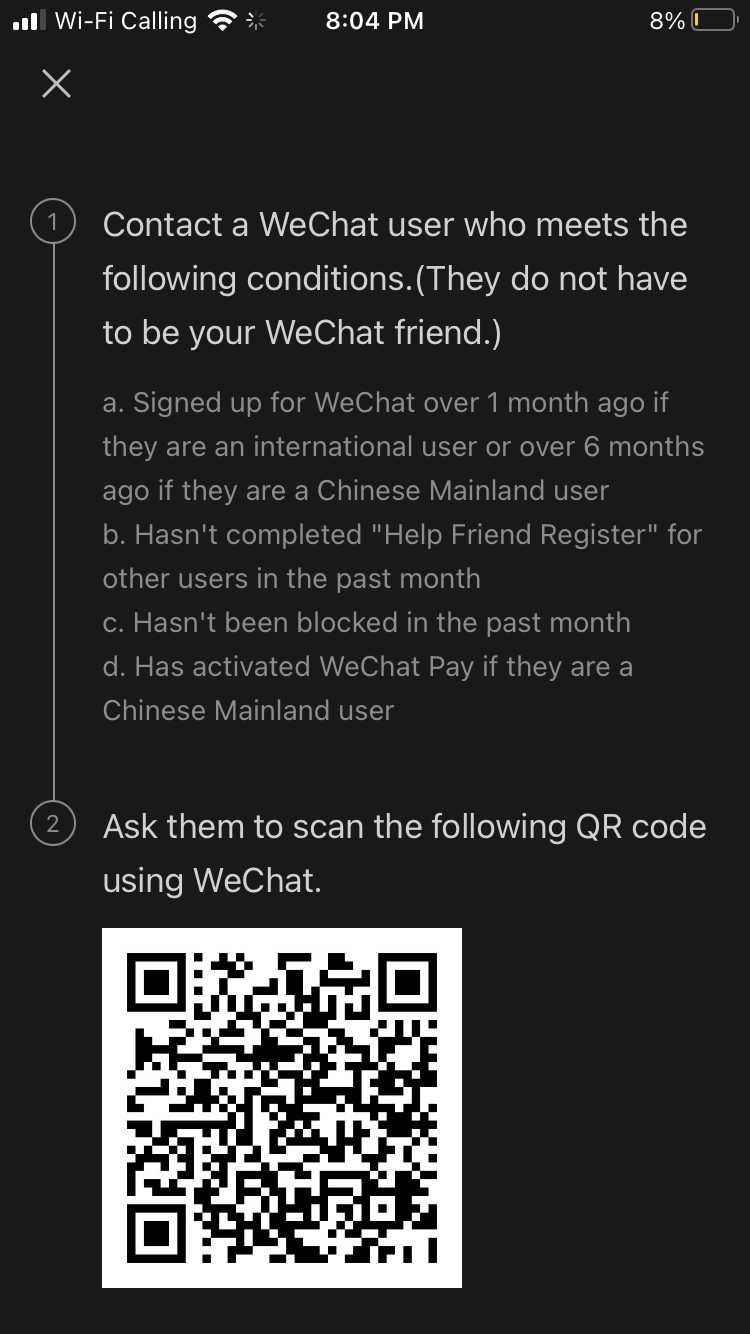 Wi-Fi Calling 8:04 PM 8%
1 Contact a WeChat user who meets the
following conditions.(They do not have
to be your WeChat friend.)
a. Signed up for WeChat over 1 month ago if
they are an international user or over 6 months
ago if they are a Chinese Mainland user
b. Hasn't completed "Help Friend Register" for
other users in the past month
c. Hasn't been blocked in the past month
d. Has activated WeChat Pay if they are a
Chinese Mainland user
2 Ask them to scan the following QR code
using WeChat.